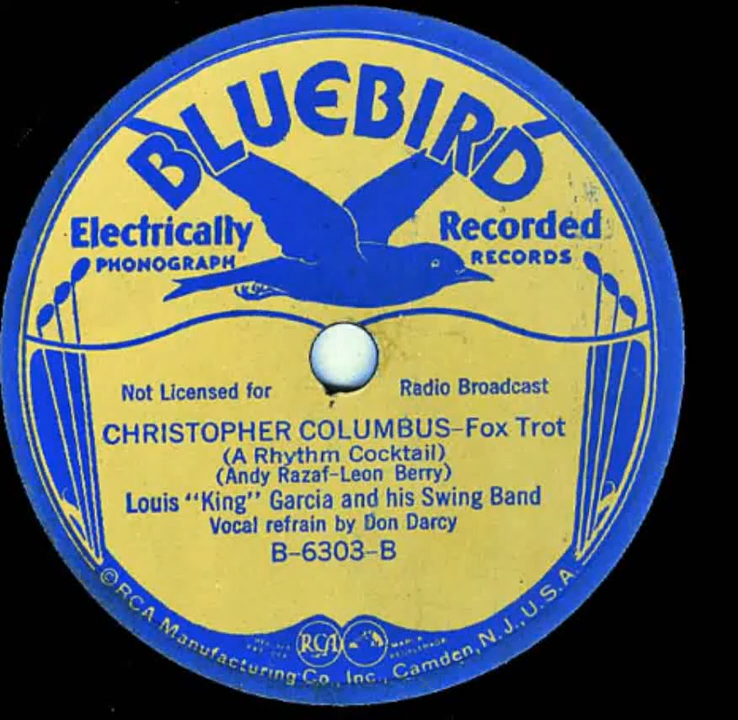 BLUEBIRD
Electrically Recorded
PHONOGRAPH RECORDS
Not Licensed for Radio Broadcast
CHRISTOPHER COLUMBUS-Fox Trot
(A Rhythm Cocktail)
(Andy Razaf-Leon Berry)
Louis "King" Garcia and his Swing Band
Vocal refrain by Don Darcy
B-6303-B
RCA
©RCA Manufacturing Co., Inc., Camden, N.J., U.S.A.